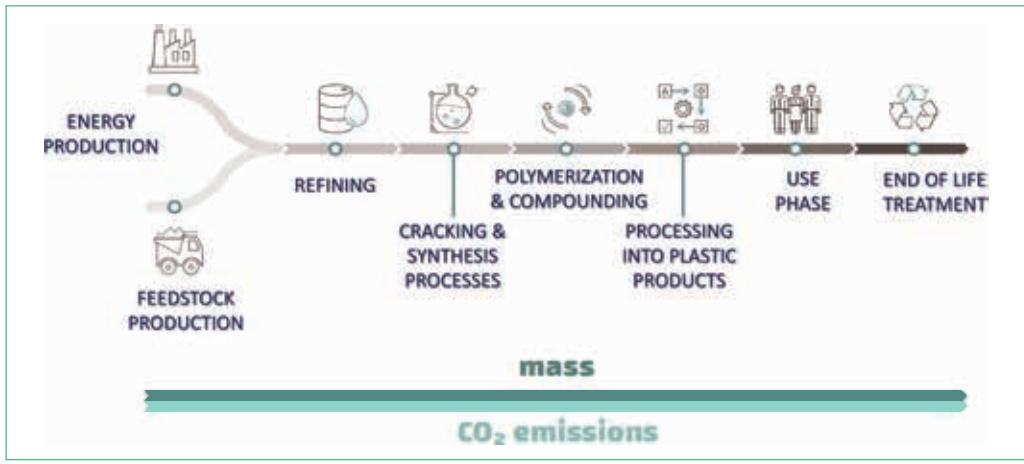 ENERGY
PRODUCTION
FEEDSTOCK
PRODUCTION
REFINING
CRACKING &
SYNTHESIS
PROCESSES
POLYMERIZATION
& COMPOUNDING
PROCESSING
INTO PLASTIC
PRODUCTS
USE
PHASE
END OF LIFE
TREATMENT
mass
CO₂ emissions